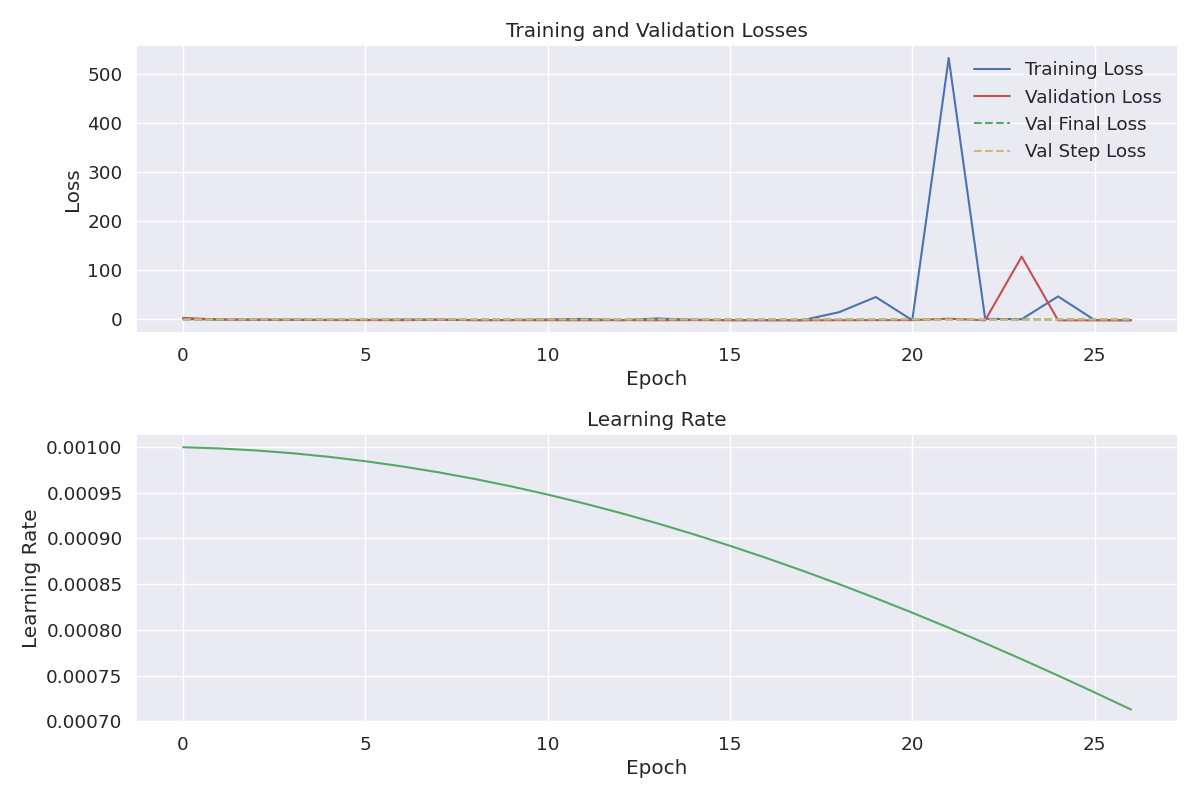 Training and Validation Losses
Training Loss
Validation Loss
Val Final Loss
Val Step Loss
Loss
500
400
300
200
100
0
0 5 10 15 20 25
Epoch
Learning Rate
Learning Rate
0.00100
0.00095
0.00090
0.00085
0.00080
0.00075
0.00070
0 5 10 15 20 25
Epoch